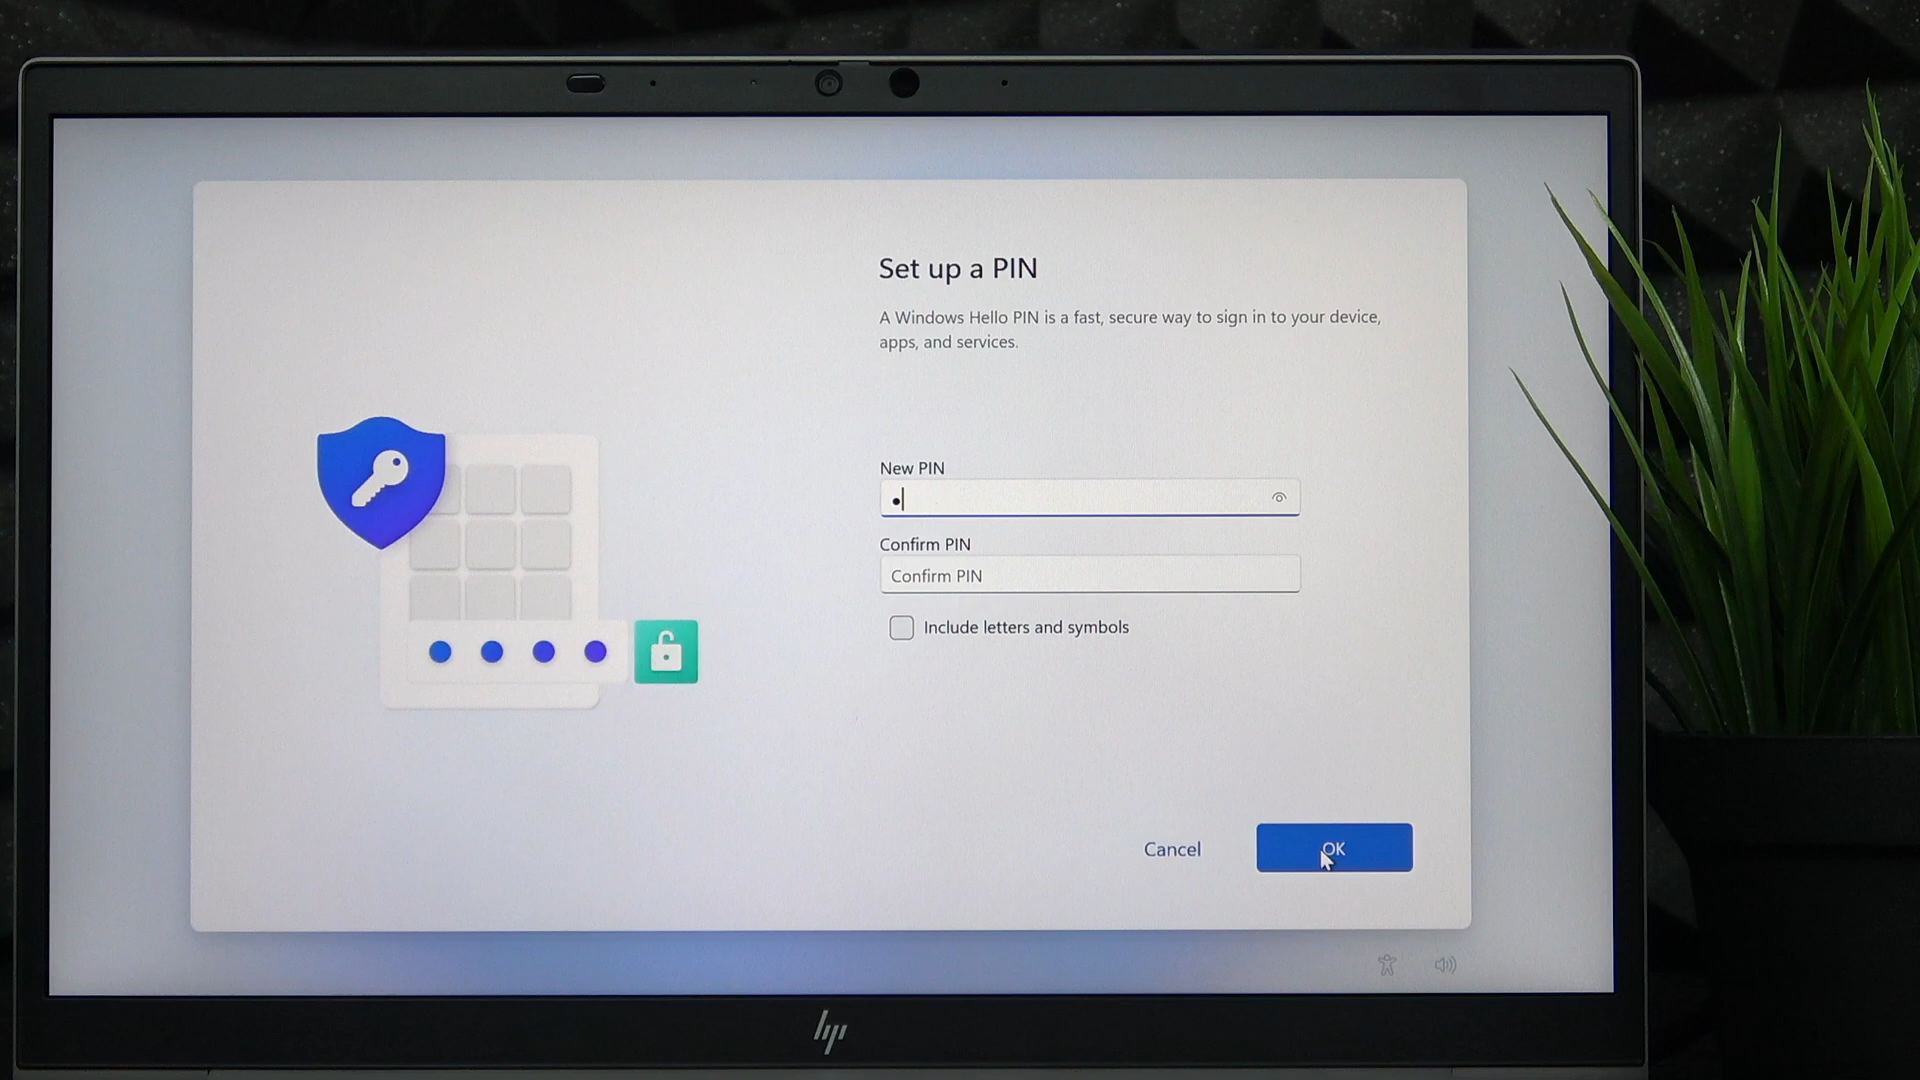 Set up a PIN
A Windows Hello PIN is a fast, secure way to sign in to your device,
apps, and services.
New PIN
Confirm PIN
Confirm PIN
Include letters and symbols
Cancel
OK
hp